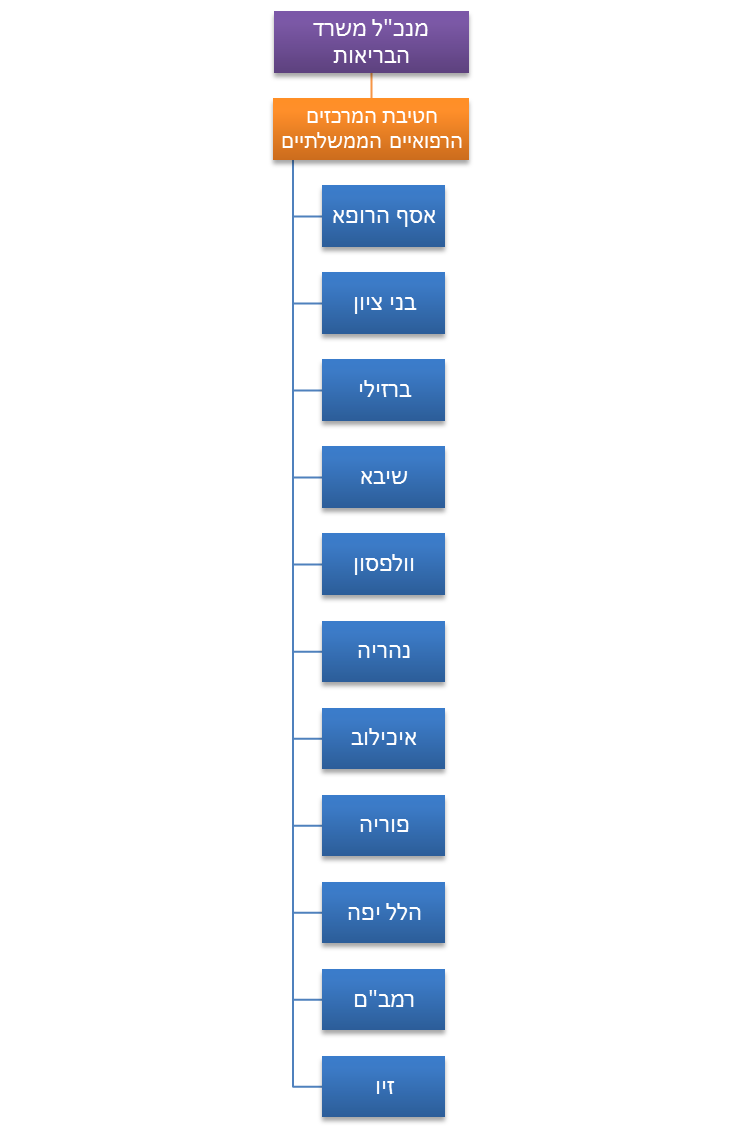 מנכ"ל משרד
הבריאות
חטיבת המרכזים
הרפואיים הממשלתיים
אסף הרופא
בני ציון
ברזילי
שיבא
וולפסון
נהריה
איכילוב
פוריה
הלל יפה
רמב"ם
זיו